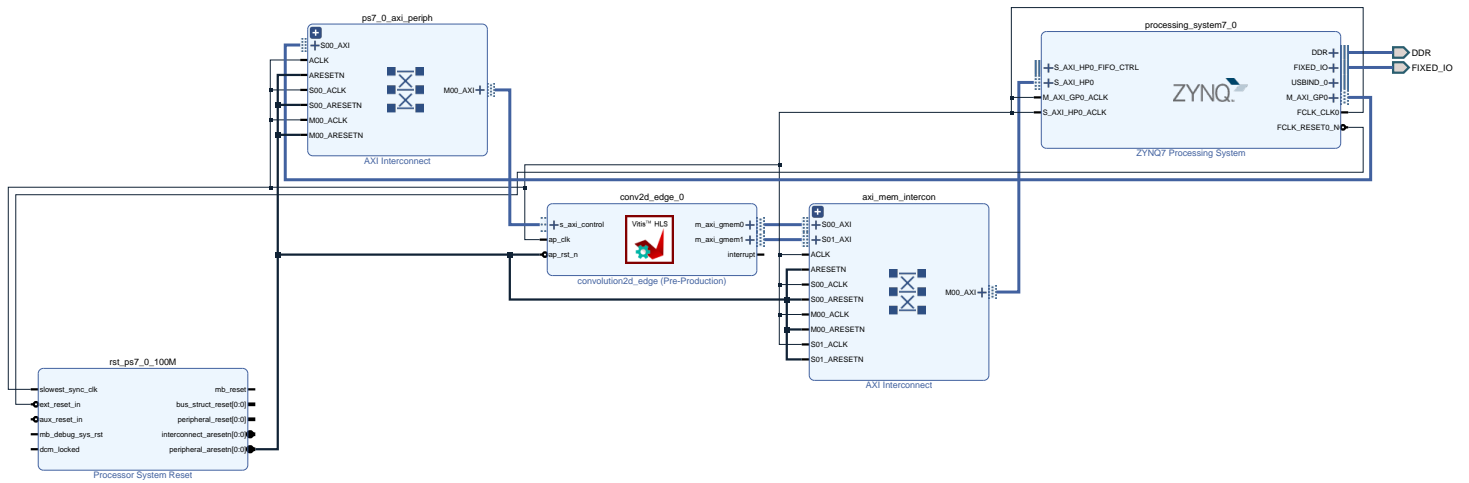 ps7_0_axi_periph
S00_AXI
ACLK
ARESETN
S00_ACLK
S00_ARESETN
M00_ACLK
M00_ARESETN
M00_AXI
AXI Interconnect
processing_system7_0
S_AXI_HP0_FIFO_CTRL
S_AXI_HP0
M_AXI_GP0_ACLK
S_AXI_HP0_ACLK
ZYNQ
DDR
FIXED_IO
USBIND_0
M_AXI_GP0
FCLK_CLK0
FCLK_RESET0_N
ZYNQ7 Processing System
DDR
FIXED_IO
conv2d_edge_0
s_axi_control
ap_clk
ap_rst_n
Vitis™ HLS
m_axi_gmem0
m_axi_gmem1
interrupt
convolution2d_edge (Pre-Production)
axi_mem_intercon
S00_AXI
S01_AXI
ACLK
ARESETN
S00_ACLK
S00_ARESETN
M00_ACLK
M00_ARESETN
S01_ACLK
S01_ARESETN
M00_AXI
AXI Interconnect
rst_ps7_0_100M
slowest_sync_clk
ext_reset_in
aux_reset_in
mb_debug_sys_rst
dcm_locked
mb_reset
bus_struct_reset[0:0]
peripheral_reset[0:0]
interconnect_aresetn[0:0]
peripheral_aresetn[0:0]
Processor System Reset